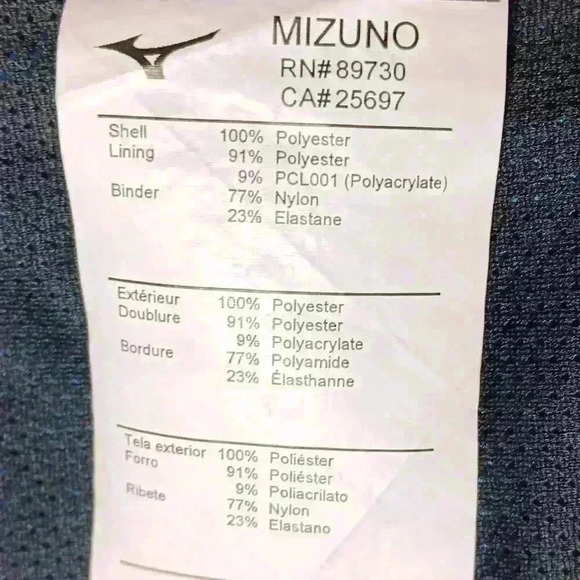 MIZUNO
RN# 89730
CA# 25697
Shell 100% Polyester
Lining 91% Polyester
9% PCL001 (Polyacrylate)
Binder 77% Nylon
23% Elastane
Extérieur 100% Polyester
Doublure 91% Polyester
9% Polyacrylate
Bordure 77% Polyamide
23% Élasthanne
Tela exterior 100% Poliéster
Forro 91% Poliéster
9% Poliacrilato
Ribete 77% Nylon
23% Elastano